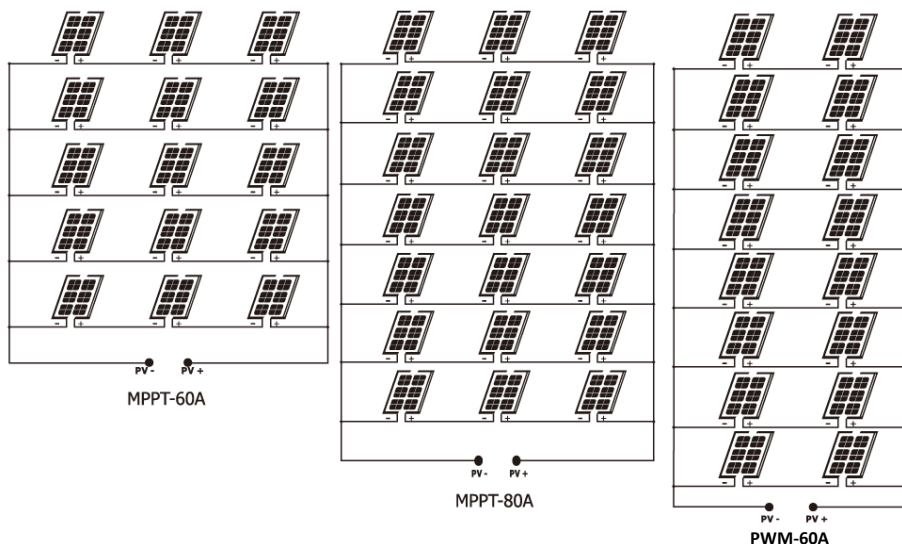 - + - + - +
- + - + - +
- + - + - +
- + - + - +
- + - + - +
PV - PV +
MPPT-60A
- + - + - +
- + - + - +
- + - + - +
- + - + - +
- + - + - +
- + - + - +
- + - + - +
PV - PV +
MPPT-80A
- + - +
- + - +
- + - +
- + - +
- + - +
- + - +
- + - +
- + - +
PV - PV +
PWM-60A